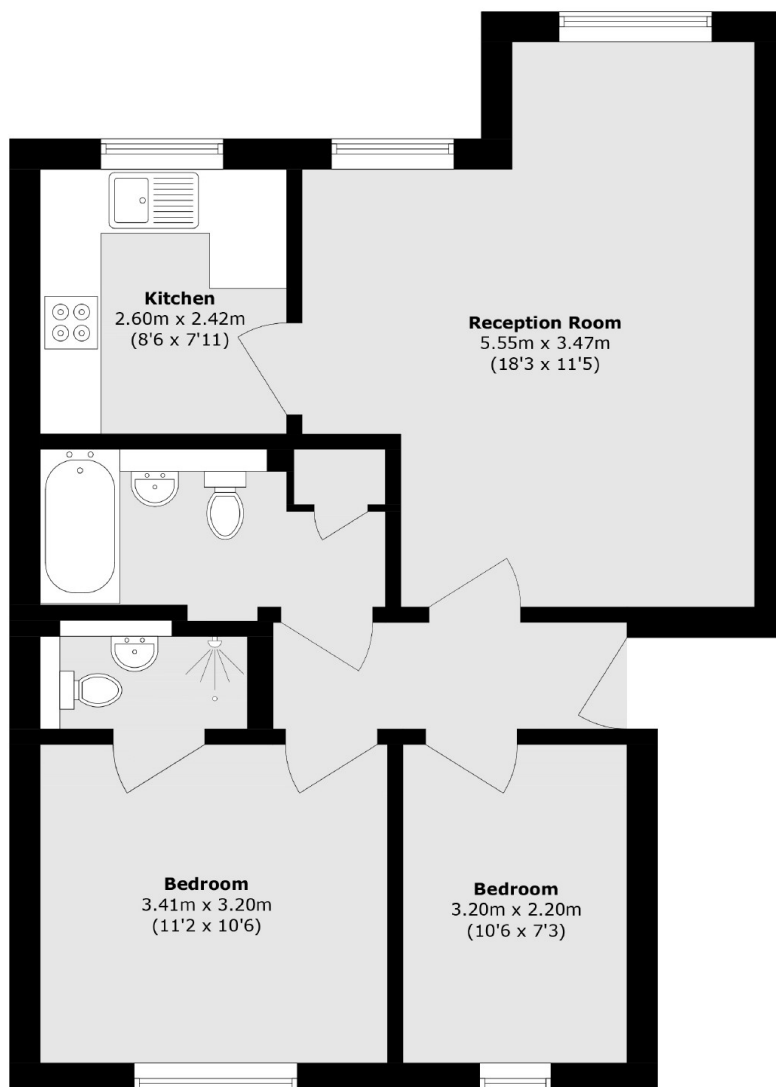 Kitchen
2.60m x 2.42m
(8'6 x 7'11)
Reception Room
5.55m x 3.47m
(18'3 x 11'5)
Bedroom
3.41m x 3.20m
(11'2 x 10'6)
Bedroom
3.20m x 2.20m
(10'6 x 7'3)